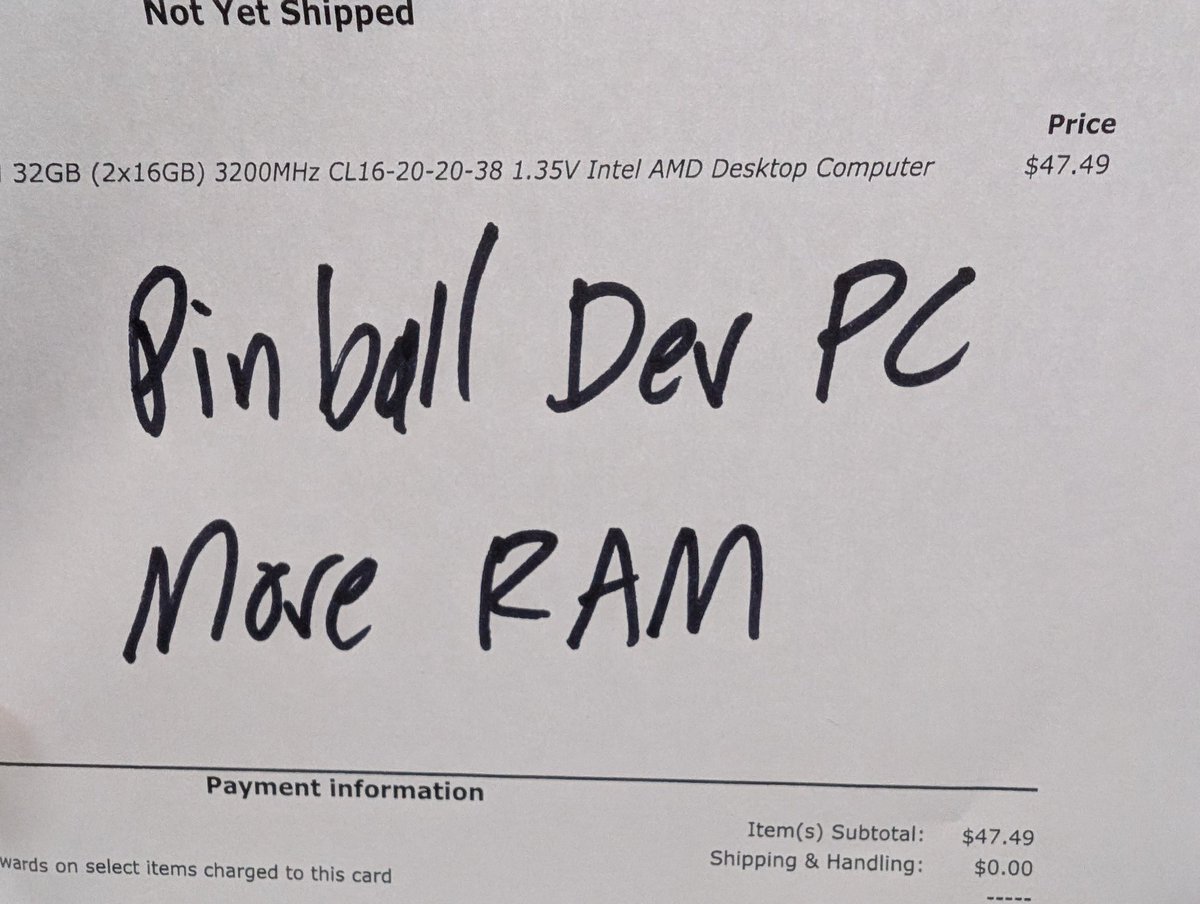 Not Yet Shipped
Price
32GB (2x16GB) 3200MHz CL16-20-20-38 1.35V Intel AMD Desktop Computer $47.49
Pinball Dev PC
More RAM
Payment information
Item(s) Subtotal: $47.49
wards on select items charged to this card
Shipping & Handling: $0.00
-----